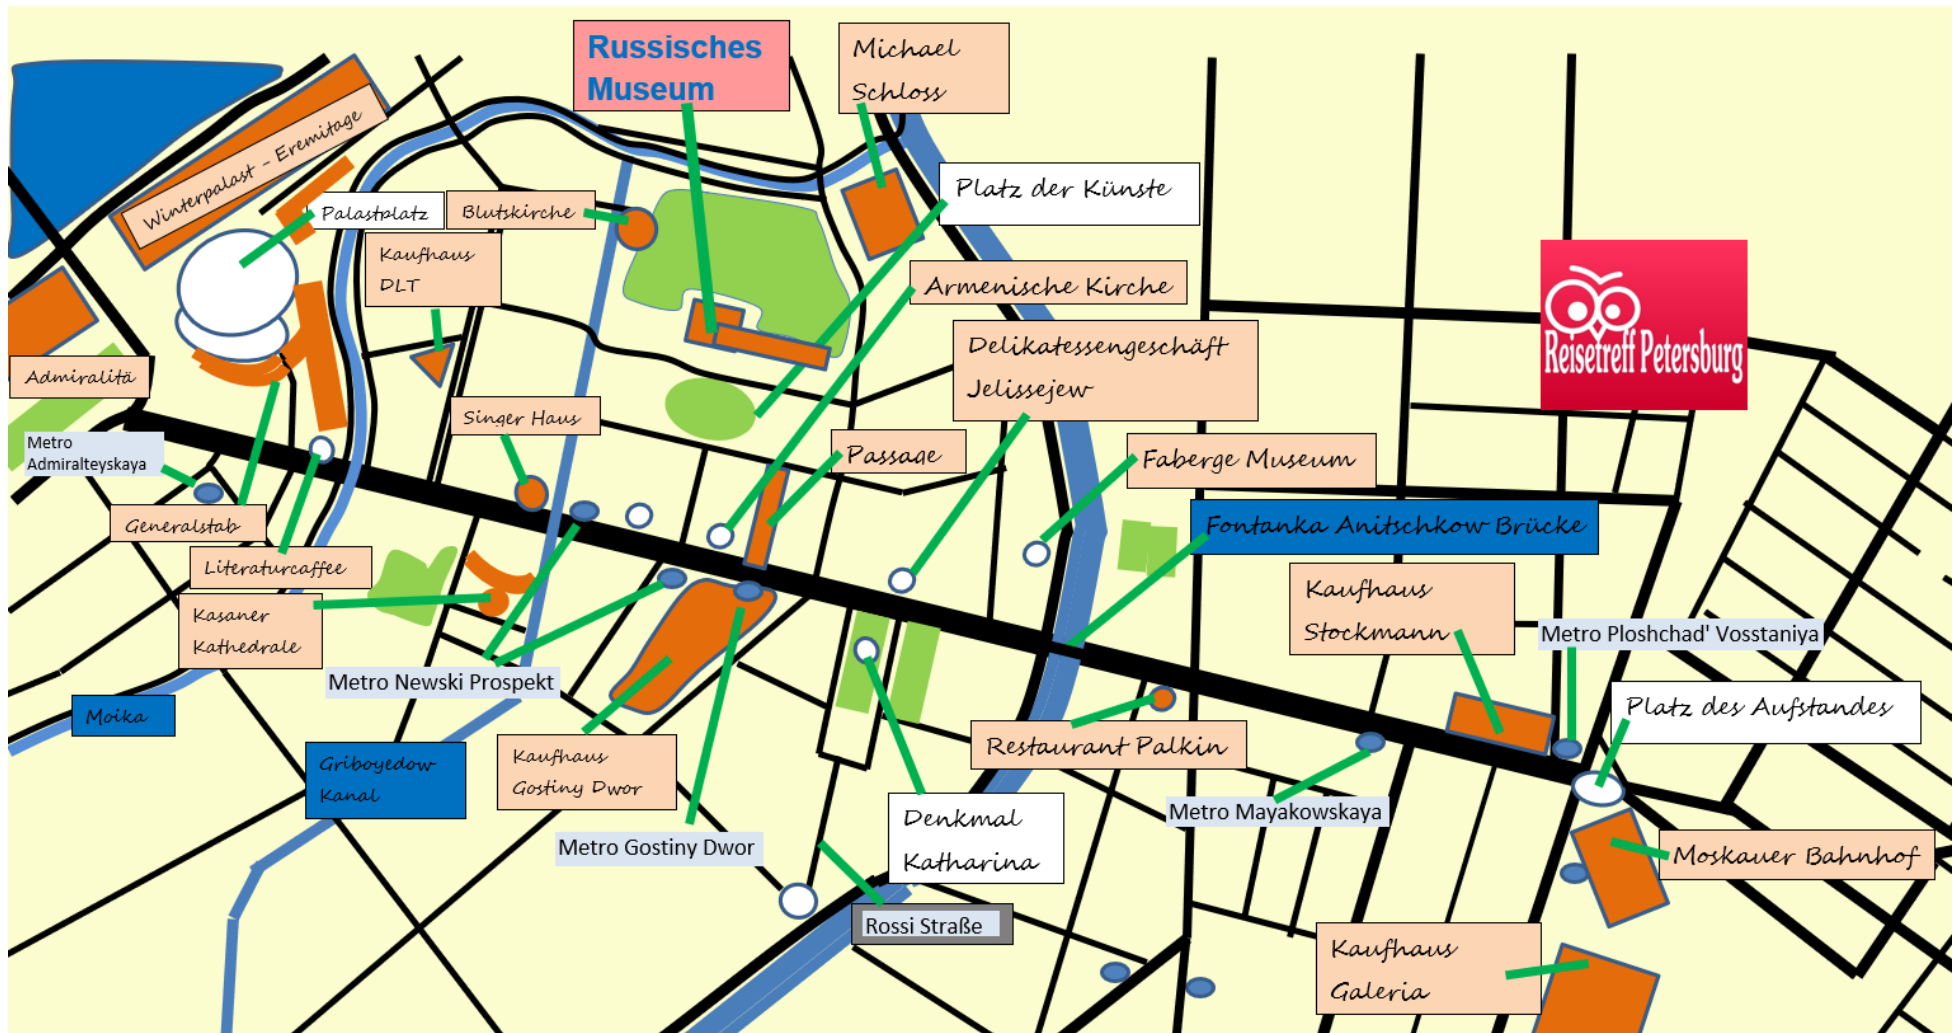 Russisches
Museum
Michael
Schloss
Winterpalast - Eremitage
Palastplatz
Blutskirche
Platz der Künste
Kaufhaus
DLT
Armenische Kirche
Reisetreff Petersburg
Delikatessengeschäft
Jelissejew
Admiralitä
Singer Haus
Metro
Admiralteyskaya
Passage
Faberge Museum
Generalstab
Fontanka Anitschkow Brücke
Literaturcaffee
Kasaner
Kathedrale
Kaufhaus
Stockmann
Metro Ploshchad' Vosstaniya
Metro Newski Prospekt
Moika
Platz des Aufstandes
Restaurant Palkin
Griboyedow
Kanal
Kaufhaus
Gostiny Dwor
Metro Mayakowskaya
Denkmal
Katharina
Metro Gostiny Dwor
Moskauer Bahnhof
Rossi Straße
Kaufhaus
Galeria